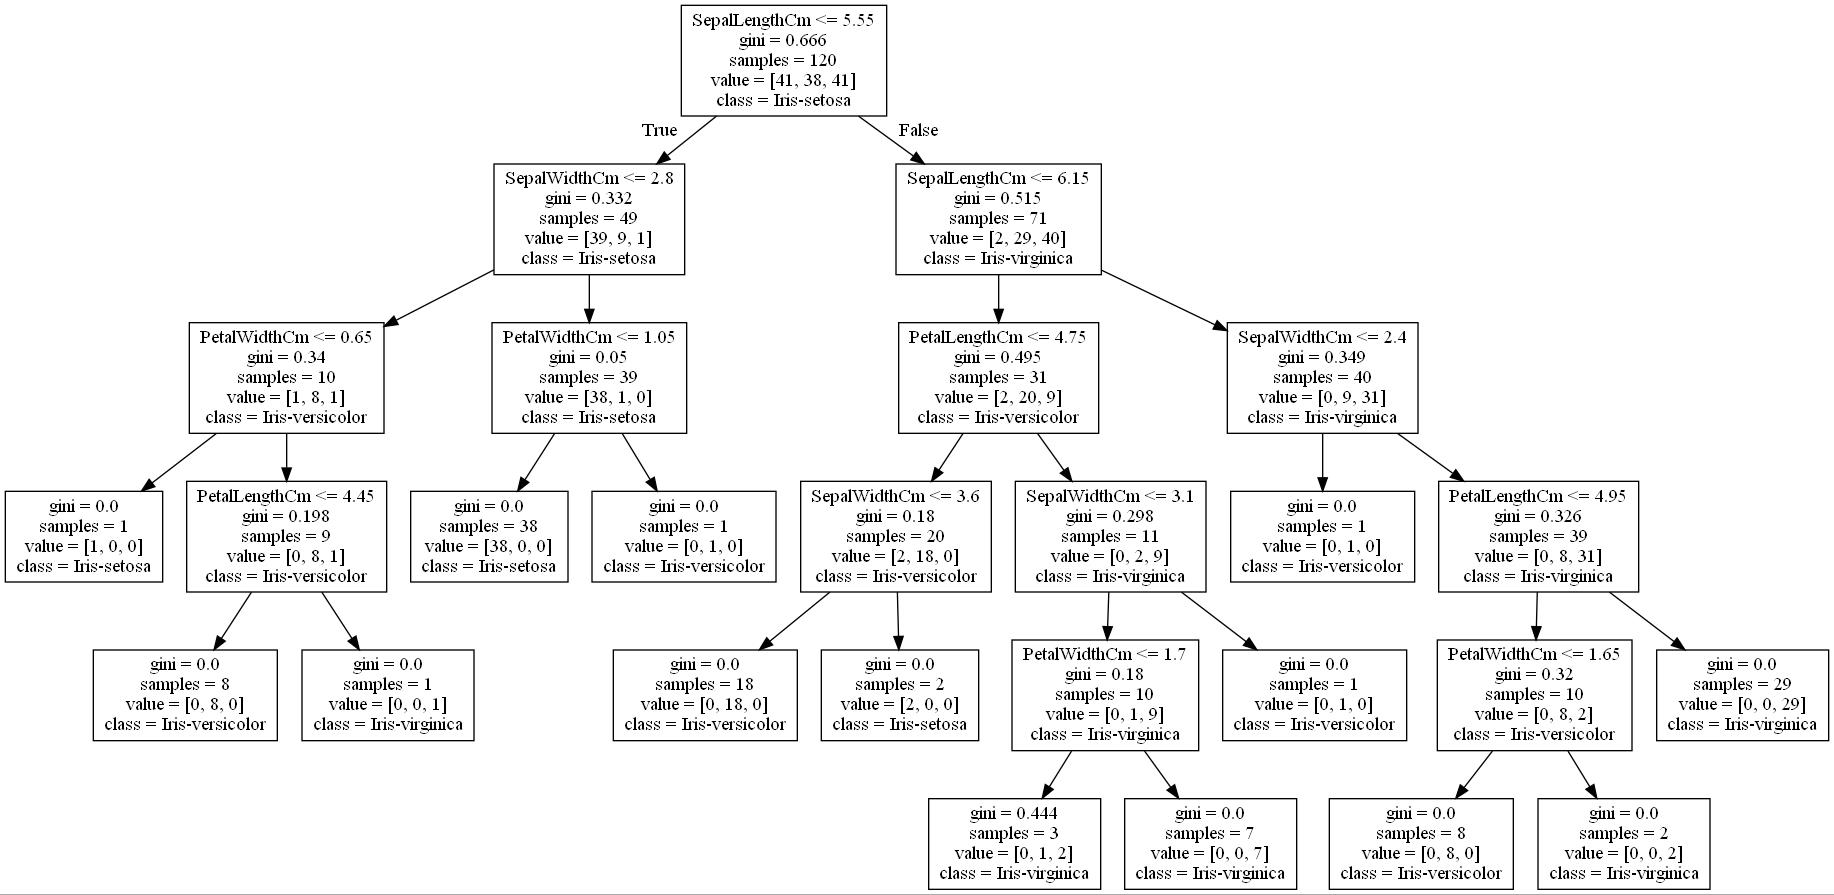 SepalLengthCm <= 5.55
gini = 0.666
samples = 120
value = [41, 38, 41]
class = Iris-setosa
True
False
SepalWidthCm <= 2.8
gini = 0.332
samples = 49
value = [39, 9, 1]
class = Iris-setosa
SepalLengthCm <= 6.15
gini = 0.515
samples = 71
value = [2, 29, 40]
class = Iris-virginica
PetalWidthCm <= 0.65
gini = 0.34
samples = 10
value = [1, 8, 1]
class = Iris-versicolor
PetalWidthCm <= 1.05
gini = 0.05
samples = 39
value = [38, 1, 0]
class = Iris-setosa
PetalLengthCm <= 4.75
gini = 0.495
samples = 31
value = [2, 20, 9]
class = Iris-versicolor
SepalWidthCm <= 2.4
gini = 0.349
samples = 40
value = [0, 9, 31]
class = Iris-virginica
gini = 0.0
samples = 1
value = [1, 0, 0]
class = Iris-setosa
PetalLengthCm <= 4.45
gini = 0.198
samples = 9
value = [0, 8, 1]
class = Iris-versicolor
gini = 0.0
samples = 38
value = [38, 0, 0]
class = Iris-setosa
gini = 0.0
samples = 1
value = [0, 1, 0]
class = Iris-versicolor
SepalWidthCm <= 3.6
gini = 0.18
samples = 20
value = [2, 18, 0]
class = Iris-versicolor
SepalWidthCm <= 3.1
gini = 0.298
samples = 11
value = [0, 2, 9]
class = Iris-virginica
gini = 0.0
samples = 1
value = [0, 1, 0]
class = Iris-versicolor
PetalLengthCm <= 4.95
gini = 0.326
samples = 39
value = [0, 8, 31]
class = Iris-virginica
gini = 0.0
samples = 8
value = [0, 8, 0]
class = Iris-versicolor
gini = 0.0
samples = 1
value = [0, 0, 1]
class = Iris-virginica
gini = 0.0
samples = 18
value = [0, 18, 0]
class = Iris-versicolor
gini = 0.0
samples = 2
value = [2, 0, 0]
class = Iris-setosa
PetalWidthCm <= 1.7
gini = 0.18
samples = 10
value = [0, 1, 9]
class = Iris-virginica
gini = 0.0
samples = 1
value = [0, 1, 0]
class = Iris-versicolor
PetalWidthCm <= 1.65
gini = 0.32
samples = 10
value = [0, 8, 2]
class = Iris-versicolor
gini = 0.0
samples = 29
value = [0, 0, 29]
class = Iris-virginica
gini = 0.444
samples = 3
value = [0, 1, 2]
class = Iris-virginica
gini = 0.0
samples = 7
value = [0, 0, 7]
class = Iris-virginica
gini = 0.0
samples = 8
value = [0, 8, 0]
class = Iris-versicolor
gini = 0.0
samples = 2
value = [0, 0, 2]
class = Iris-virginica